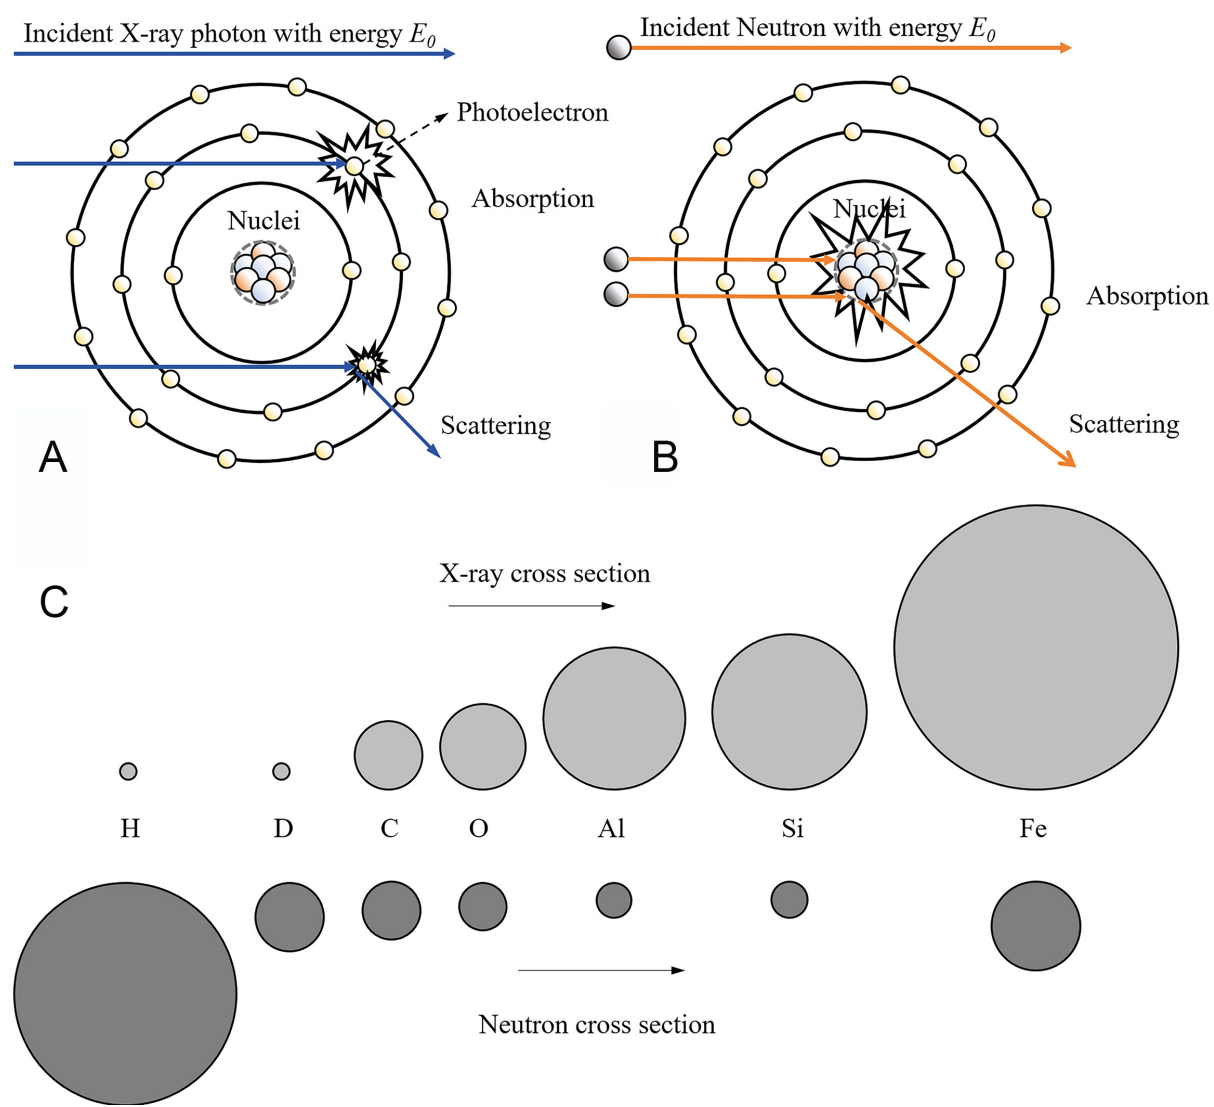 Incident X-ray photon with energy E0
Photoelectron
Absorption
Nuclei
Scattering
A
Incident Neutron with energy E0
Nuclei
Absorption
Scattering
B
C
X-ray cross section
H D C O Al Si Fe
Neutron cross section